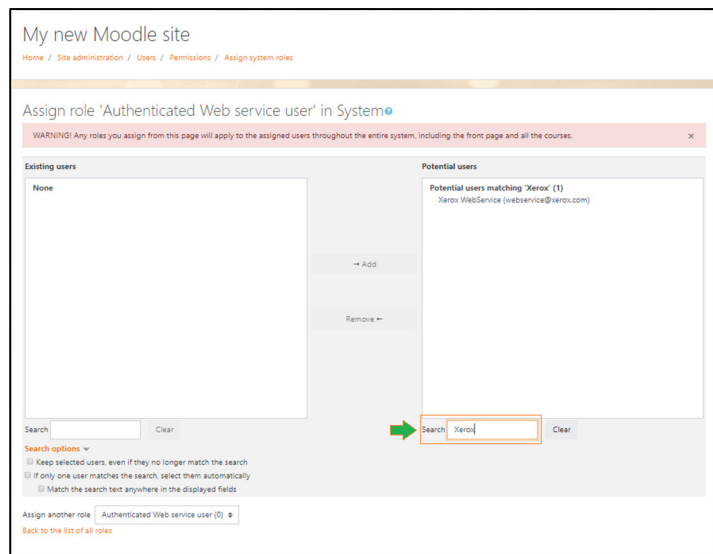 My new Moodle site
Home / Site administration / Users / Permissions / Assign system roles
Assign role 'Authenticated Web service user' in System?
WARNING! Any roles you assign from this page will apply to the assigned users throughout the entire system, including the front page and all the courses. ×
Existing users
None
→ Add
Remove ←
Potential users
Potential users matching 'Xerox' (1)
Xerox WebService (webservice@xerox.com)
Search Clear
Search Xerox Clear
Search options
Keep selected users, even if they no longer match the search
If only one user matches the search, select them automatically
Match the search text anywhere in the displayed fields
Assign another role Authenticated Web service user (0)
Back to the list of all roles